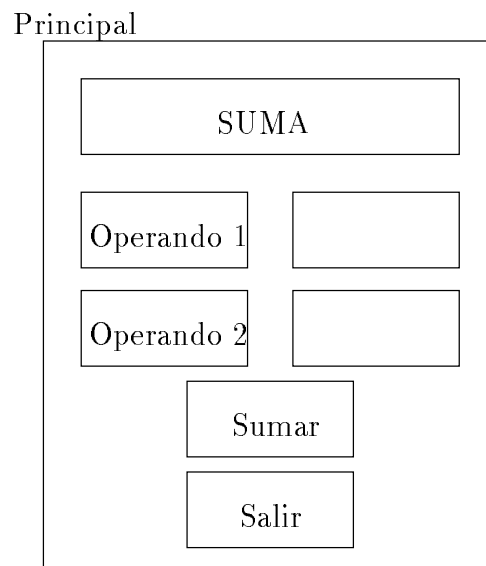 Principal
SUMA
Operando 1
Operando 2
Sumar
Salir